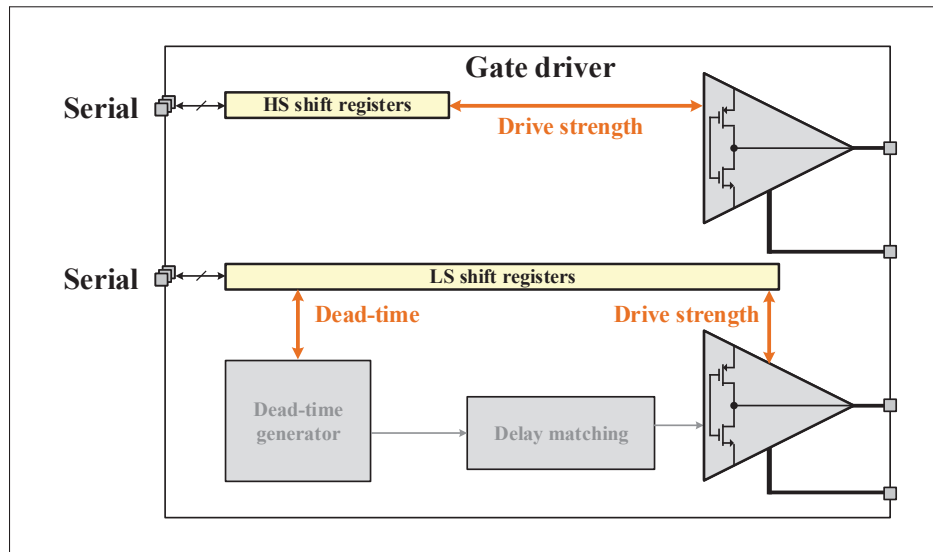 Gate driver
Serial
HS shift registers
Drive strength
Serial
LS shift registers
Dead-time
Drive strength
Dead-time
generator
Delay matching